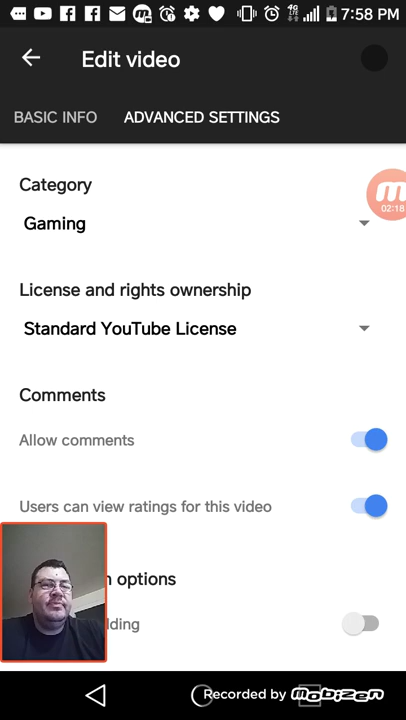 7:58 PM
Edit video
BASIC INFO
ADVANCED SETTINGS
Category
02:18
Gaming
License and rights ownership
Standard YouTube License
Comments
Allow comments
Users can view ratings for this video
options
Recorded by mobizen